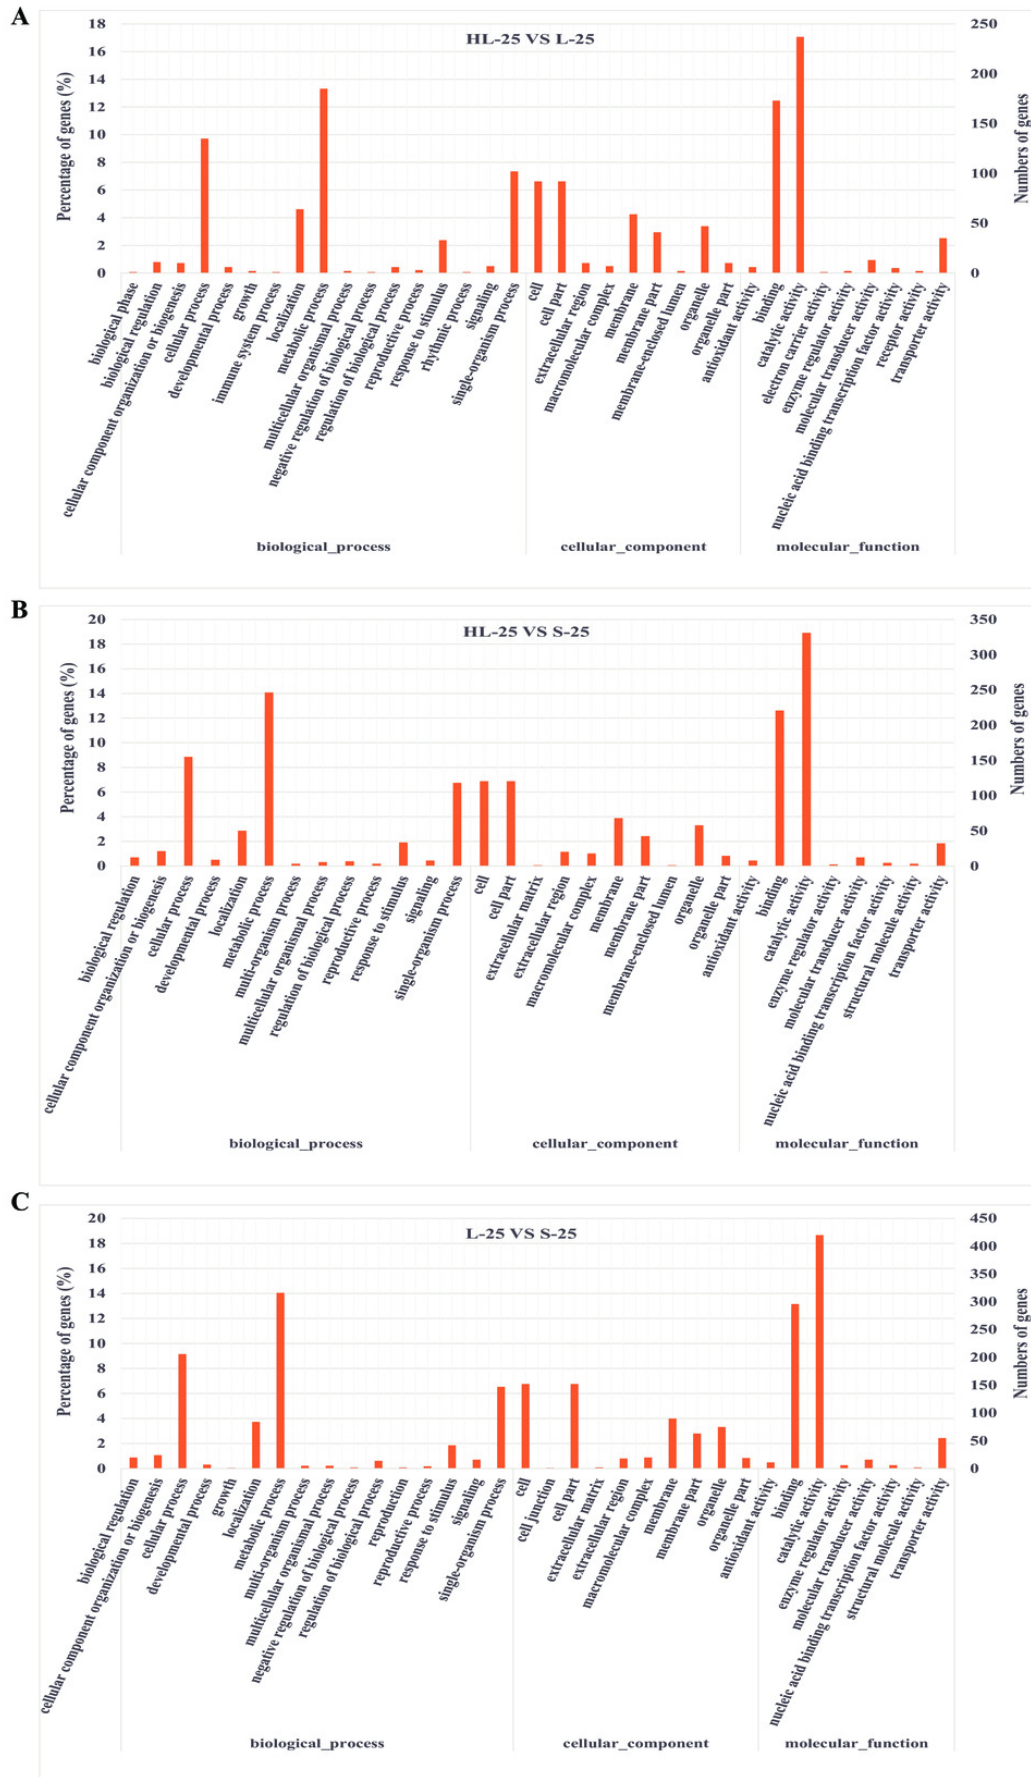 A
HL-25 VS L-25
Percentage of genes (%)
18
16
14
12
10
8
6
4
2
0
250
200
150
100
50
0
Numbers of genes
biological phase
biological regulation
cellular component organization or biogenesis
cellular process
developmental process
growth
immune system process
localization
metabolic process
multicellular organismal process
negative regulation of biological process
regulation of biological process
reproductive process
response to stimulus
rhythmic process
signaling
single-organism process
cell
cell part
extracellular region
macromolecular complex
membrane
membrane part
membrane-enclosed lumen
organelle
organelle part
antioxidant activity
binding
catalytic activity
electron carrier activity
enzyme regulator activity
molecular transducer activity
nucleic acid binding transcription factor activity
receptor activity
transporter activity
biological_process
cellular_component
molecular_function
B
HL-25 VS S-25
Percentage of genes (%)
20
18
16
14
12
10
8
6
4
2
0
350
300
250
200
150
100
50
0
Numbers of genes
biological regulation
cellular component organization or biogenesis
cellular process
developmental process
localization
metabolic process
multi-organism process
multicellular organismal process
regulation of biological process
reproductive process
response to stimulus
signaling
single-organism process
cell
cell part
extracellular matrix
extracellular region
macromolecular complex
membrane
membrane part
membrane-enclosed lumen
organelle
organelle part
antioxidant activity
binding
catalytic activity
enzyme regulator activity
molecular transducer activity
nucleic acid binding transcription factor activity
structural molecule activity
transporter activity
biological_process
cellular_component
molecular_function
C
L-25 VS S-25
Percentage of genes (%)
20
18
16
14
12
10
8
6
4
2
0
450
400
350
300
250
200
150
100
50
0
Numbers of genes
biological regulation
cellular component organization or biogenesis
cellular process
developmental process
growth
localization
metabolic process
multi-organism process
multicellular organismal process
negative regulation of biological process
regulation of biological process
reproduction
reproductive process
response to stimulus
signaling
single-organism process
cell
cell junction
cell part
extracellular matrix
extracellular region
macromolecular complex
membrane
membrane part
organelle
organelle part
antioxidant activity
binding
catalytic activity
enzyme regulator activity
molecular transducer activity
nucleic acid binding transcription factor activity
structural molecule activity
transporter activity
biological_process
cellular_component
molecular_function